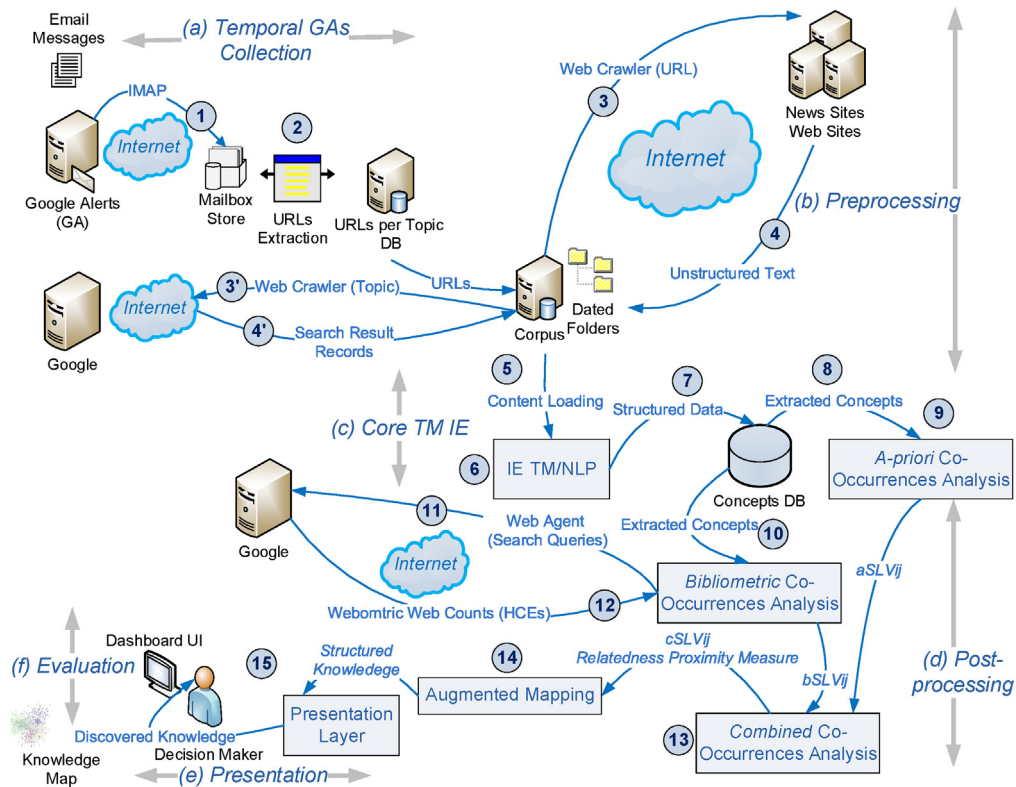 Email
Messages
(a) Temporal GAs
Collection
IMAP
1
2
Internet
Google Alerts
(GA)
Mailbox
Store
URLs
Extraction
URLs per Topic
DB
Web Crawler (URL)
3
Internet
News Sites
Web Sites
(b) Preprocessing
4
Unstructured Text
URLs
3'
Web Crawler (Topic)
Internet
4'
Search Result
Records
Google
Corpus
Dated
Folders
5
Content Loading
(c) Core TM IE
6
IE TM/NLP
7
Structured Data
Concepts DB
8
Extracted Concepts
9
A-priori Co-
Occurrences Analysis
Google
11
Web Agent
(Search Queries)
Internet
Extracted Concepts
10
Bibliometric Co-
Occurrences Analysis
Webomtric Web Counts (HCEs)
12
aSLVij
cSLVij
Relatedness Proximity Measure
bSLVij
(d) Post-
processing
13
Combined Co-
Occurrences Analysis
14
Augmented Mapping
Structured
Knowledege
15
Presentation
Layer
Dashboard UI
(f) Evaluation
Discovered Knowledge
Decision Maker
Knowledge
Map
(e) Presentation